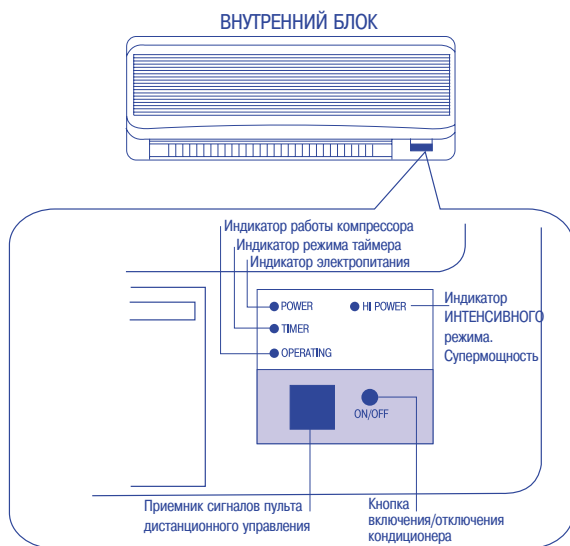 ВНУТРЕННИЙ БЛОК
Индикатор работы компрессора
Индикатор режима таймера
Индикатор электропитания
POWER
HI POWER
TIMER
OPERATING
Индикатор
ИНТЕНСИВНОГО
режима.
Супермощность
ON/OFF
Приемник сигналов пульта
дистанционного управления
Кнопка
включения/отключения
кондиционера